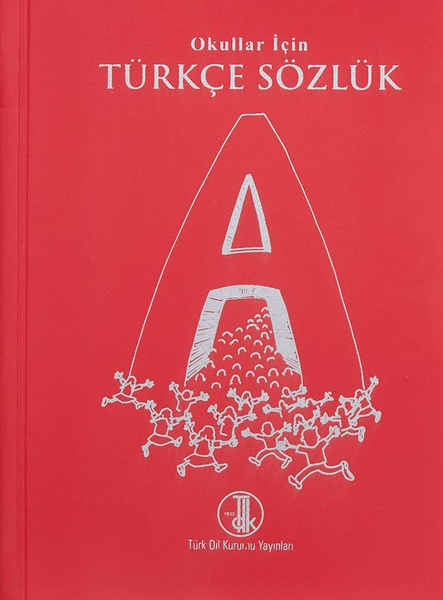 Okullar İçin
TÜRKÇE SÖZLÜK
A
1932
TDK
Türk Dil Kurumu Yayınları